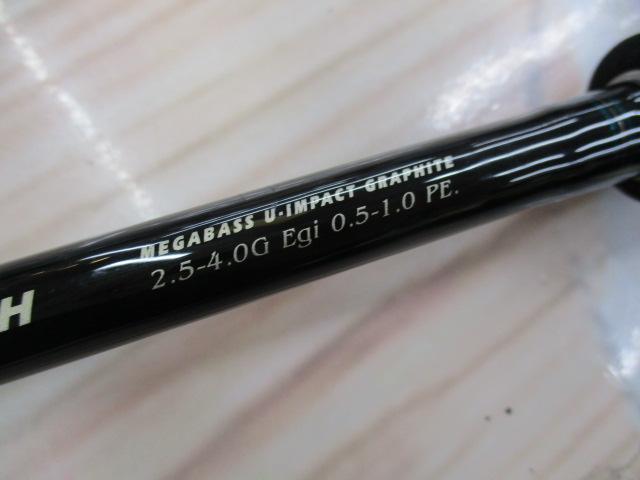 MEGABASS U-IMPACT GRAPHITE
2.5-4.0G Egi 0.5-1.0 PE.
H